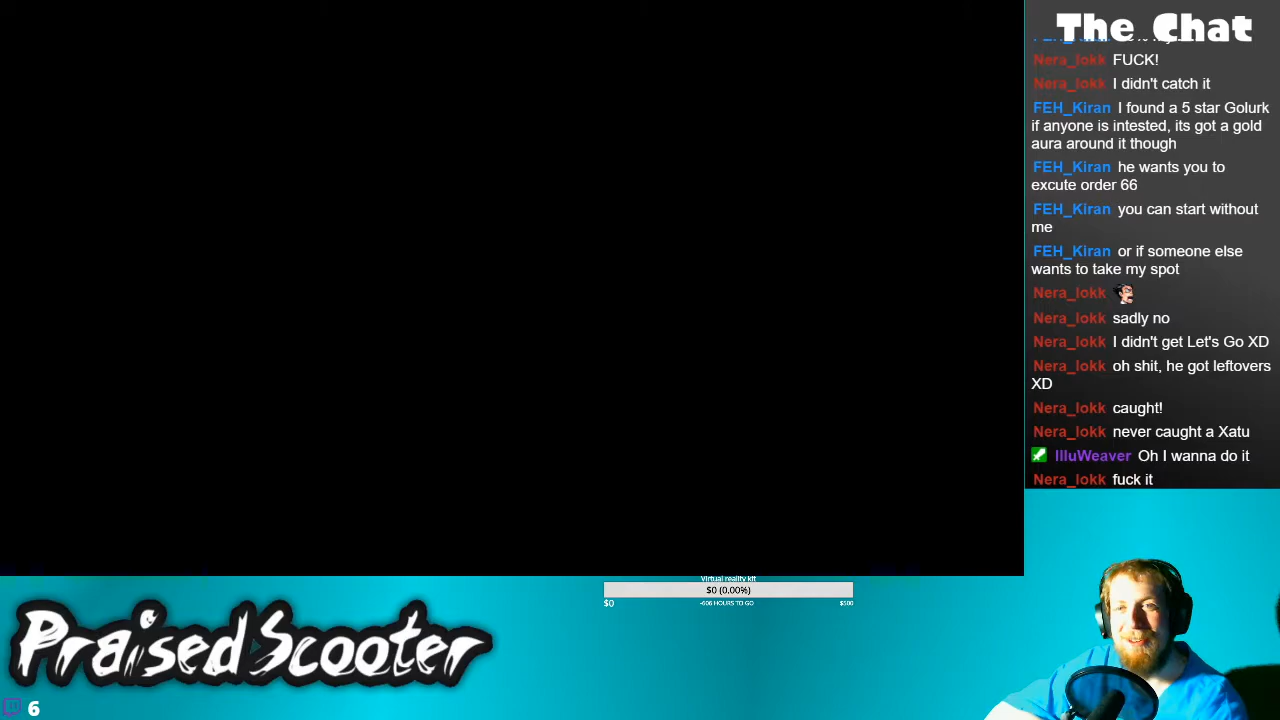 The Chat
Nera_lokk FUCK!
Nera_lokk I didn't catch it
FEH_Kiran I found a 5 star Golurk
if anyone is intested, its got a gold
aura around it though
FEH_Kiran he wants you to
excute order 66
FEH_Kiran you can start without
me
FEH_Kiran or if someone else
wants to take my spot
Nera_lokk
Nera_lokk sadly no
Nera_lokk I didn't get Let's Go XD
Nera_lokk oh shit, he got leftovers
XD
Nera_lokk caught!
Nera_lokk never caught a Xatu
IlluWeaver Oh I wanna do it
Nera_lokk fuck it
Virtual reality kit
$0 (0.00%)
$0 -606 HOURS TO GO $500
PraisedScooter
6